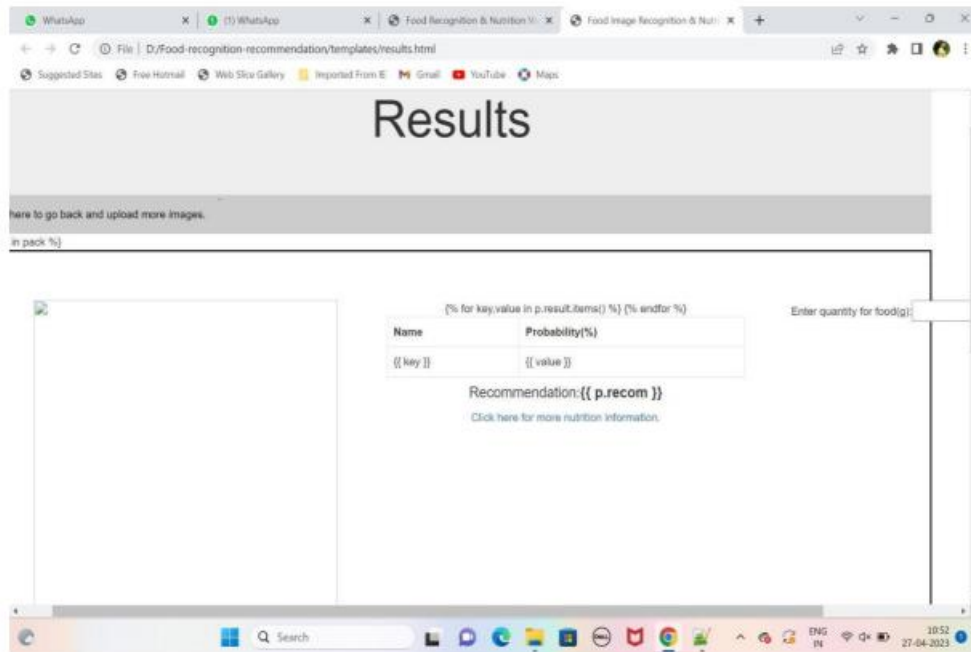 WhatsApp
(1) WhatsApp
Food Recognition & Nutrition Vi
Food Image Recognition & Nutri
File | D:/Food-recognition-recommendation/templates/results.html
Suggested Sites
Free Hotmail
Web Slice Gallery
Imported From E
Gmail
YouTube
Maps
Results
here to go back and upload more images.
in pack %}
{% for key,value in p.result.items() %} {% endfor %}
Enter quantity for food(g):
Name Probability(%)
{{ key }} {{ value }}
Recommendation:{{ p.recom }}
Click here for more nutrition information.
Search
ENG
IN
10:52
27-04-2023